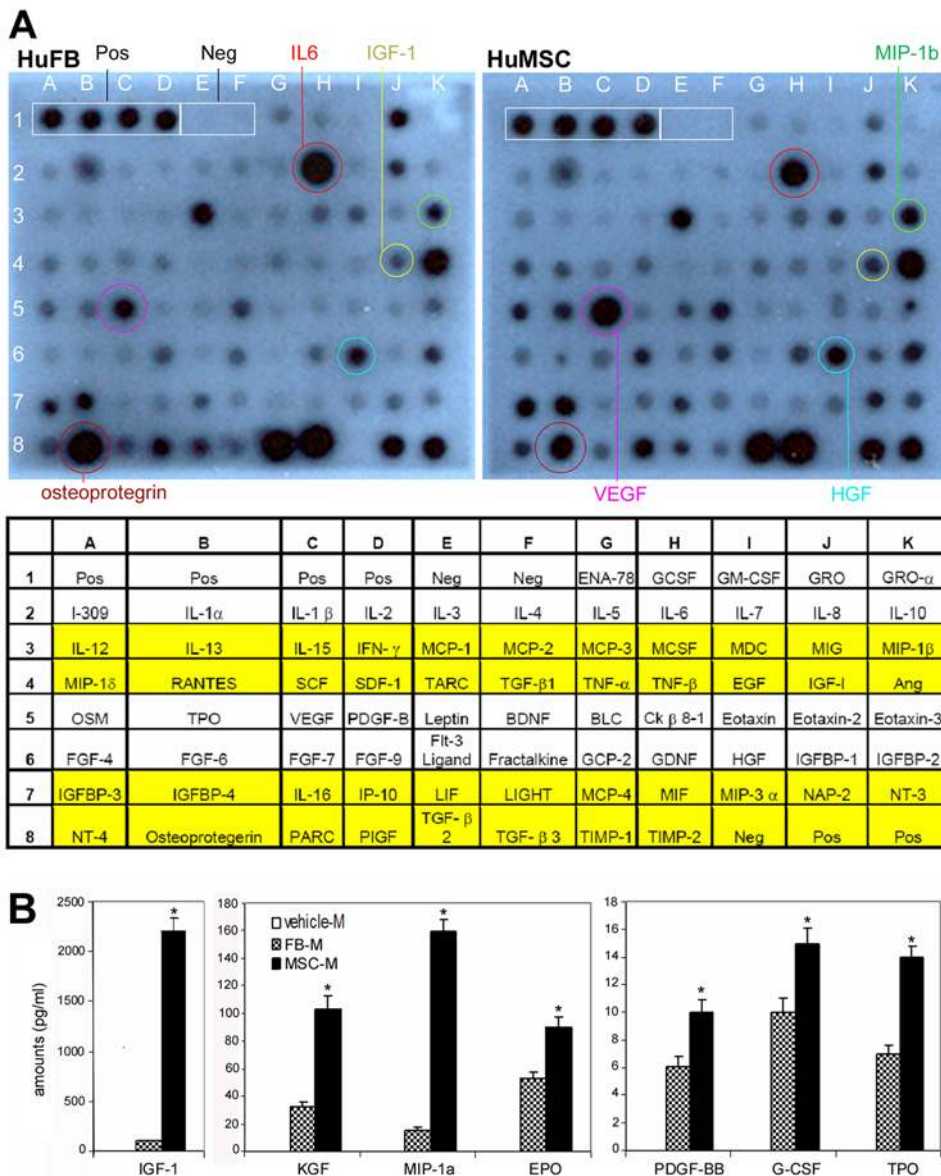 A
Pos Neg IL6 IGF-1 MIP-1b
HuFB HuMSC
A B C D E F G H I J K
A B C D E F G H I J K
1
2
3
4
5
6
7
8
osteoprotegrin VEGF HGF
A B C D E F G H I J K
1 Pos Pos Pos Pos Neg Neg ENA-78 GCSF GM-CSF GRO GRO-α
2 I-309 IL-1α IL-1 β IL-2 IL-3 IL-4 IL-5 IL-6 IL-7 IL-8 IL-10
3 IL-12 IL-13 IL-15 IFN- γ MCP-1 MCP-2 MCP-3 MCSF MDC MIG MIP-1β
4 MIP-1δ RANTES SCF SDF-1 TARC TGF-β1 TNF-α TNF-β EGF IGF-I Ang
5 OSM TPO VEGF PDGF-B Leptin BDNF BLC Ck β 8-1 Eotaxin Eotaxin-2 Eotaxin-3
6 FGF-4 FGF-6 FGF-7 FGF-9 Flt-3 Ligand Fractalkine GCP-2 GDNF HGF IGFBP-1 IGFBP-2
7 IGFBP-3 IGFBP-4 IL-16 IP-10 LIF LIGHT MCP-4 MIF MIP-3 α NAP-2 NT-3
8 NT-4 Osteoprotegerin PARC PIGF TGF- β 2 TGF- β 3 TIMP-1 TIMP-2 Neg Pos Pos
B
amounts (pg/ml)
2500
2000
1500
1000
500
0
*
IGF-1
180
160
140
120
100
80
60
40
20
0
vehicle-M
FB-M
MSC-M
* * *
KGF MIP-1a EPO
18
16
14
12
10
8
6
4
2
0
* * *
PDGF-BB G-CSF TPO